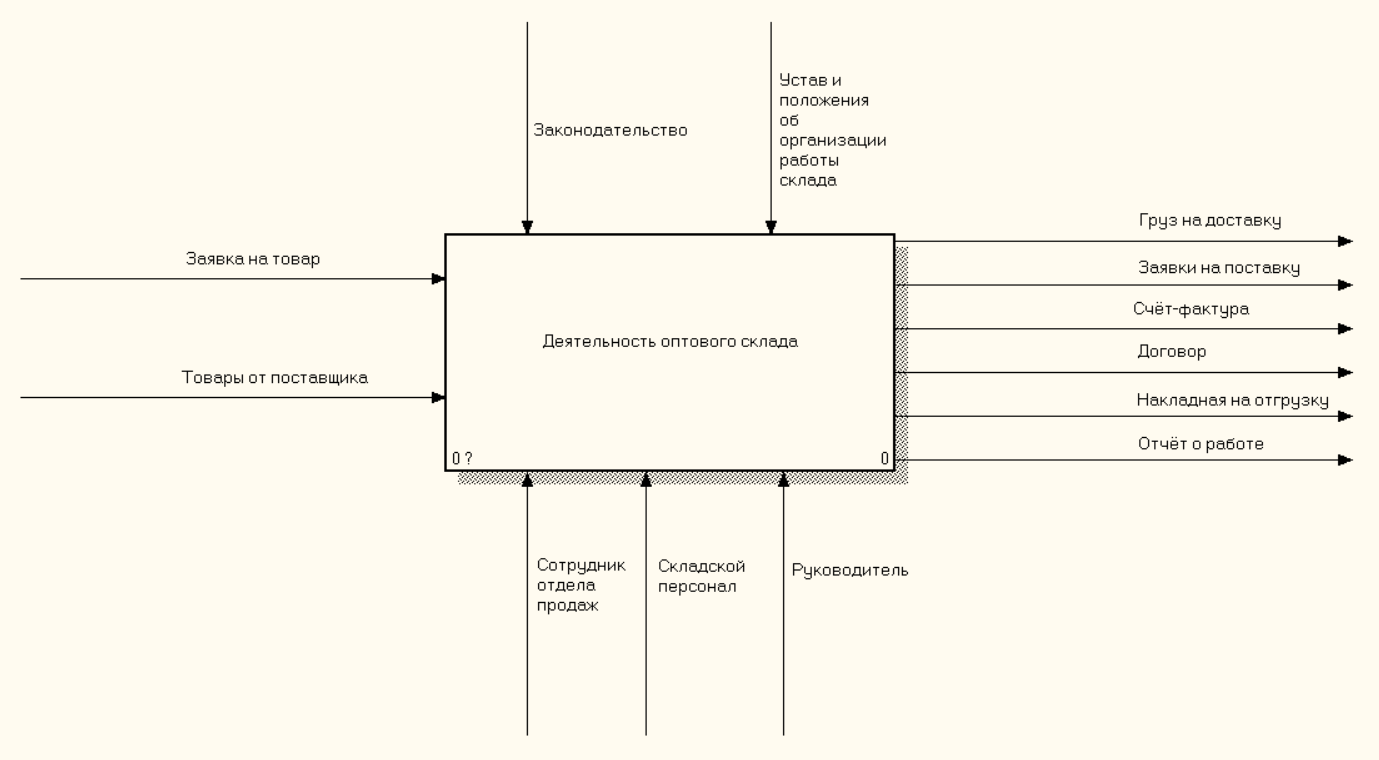 Законодательство
Устав и
положения
об
организации
работы
склада
Заявка на товар
Товары от поставщика
Деятельность оптового склада
0 ?
0
Груз на доставку
Заявки на поставку
Счёт-фактура
Договор
Накладная на отгрузку
Отчёт о работе
Сотрудник
отдела
продаж
Складской
персонал
Руководитель